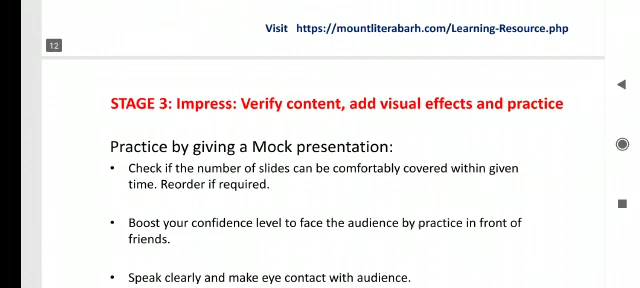 Visit https://mountliterabarh.com/Learning-Resource.php
12
STAGE 3: Impress: Verify content, add visual effects and practice
Practice by giving a Mock presentation:
• Check if the number of slides can be comfortably covered within given
time. Reorder if required.
• Boost your confidence level to face the audience by practice in front of
friends.
• Speak clearly and make eye contact with audience.